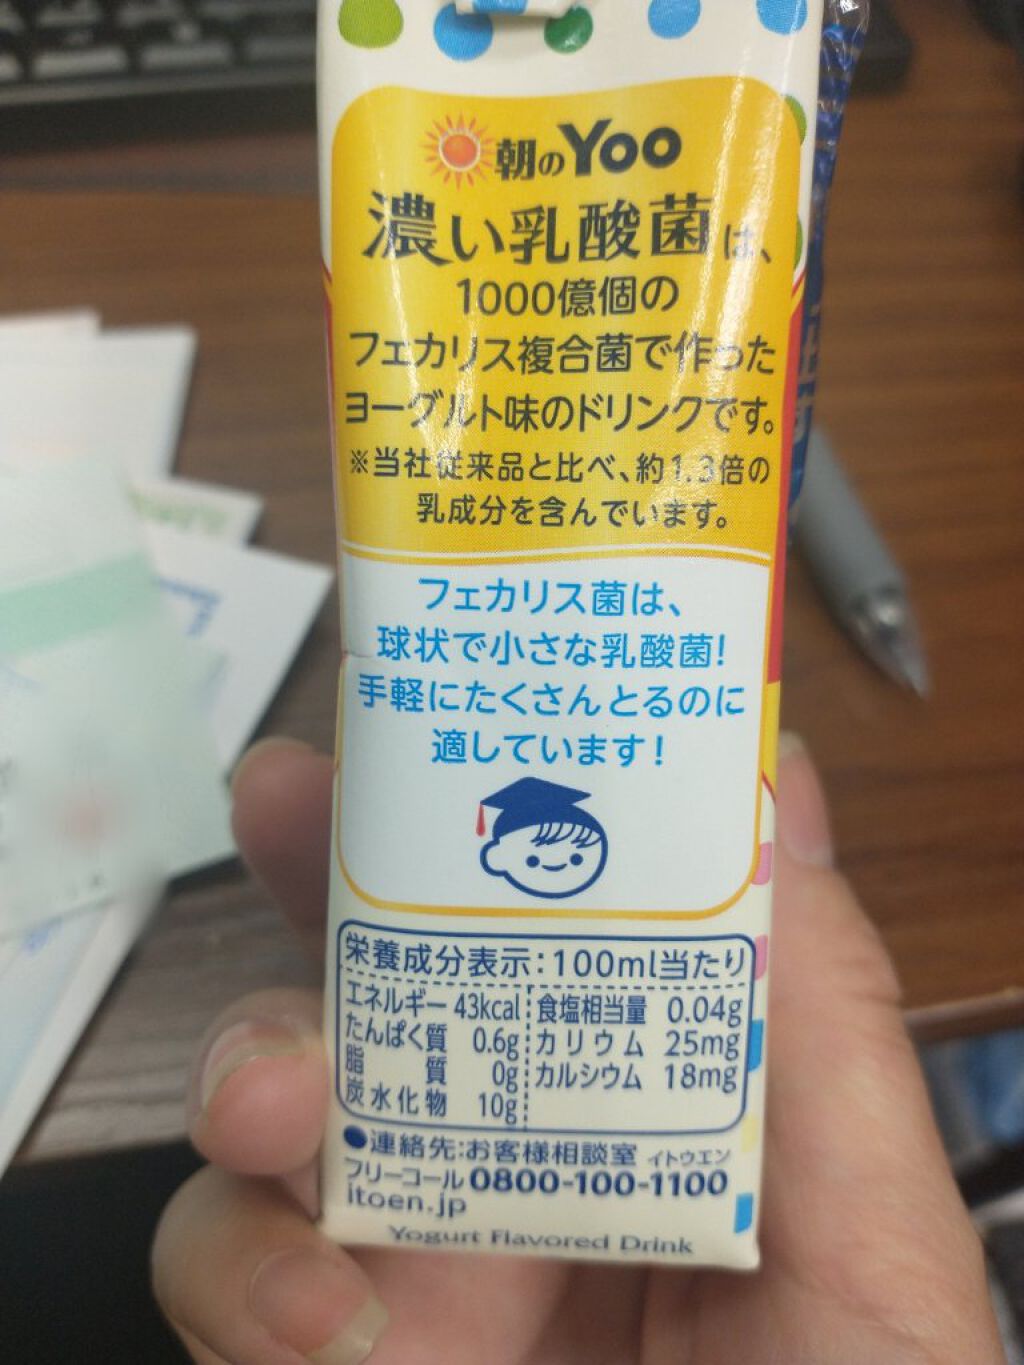 朝のYoo
濃い乳酸菌は、
1000億個の
フェカリス複合菌で作った
ヨーグルト味のドリンクです。
※当社従来品と比べ、約1.3倍の
乳成分を含んでいます。
フェカリス菌は、
球状で小さな乳酸菌!
手軽にたくさんとるのに
適しています!
栄養成分表示:100ml当たり
エネルギー 43kcal 食塩相当量 0.04g
たんぱく質 0.6g カリウム 25mg
脂質 0g カルシウム 18mg
炭水化物 10g
●連絡先:お客様相談室 イトウエン
フリーコール 0800-100-1100
itoen.jp
Yogurt Flavored Drink